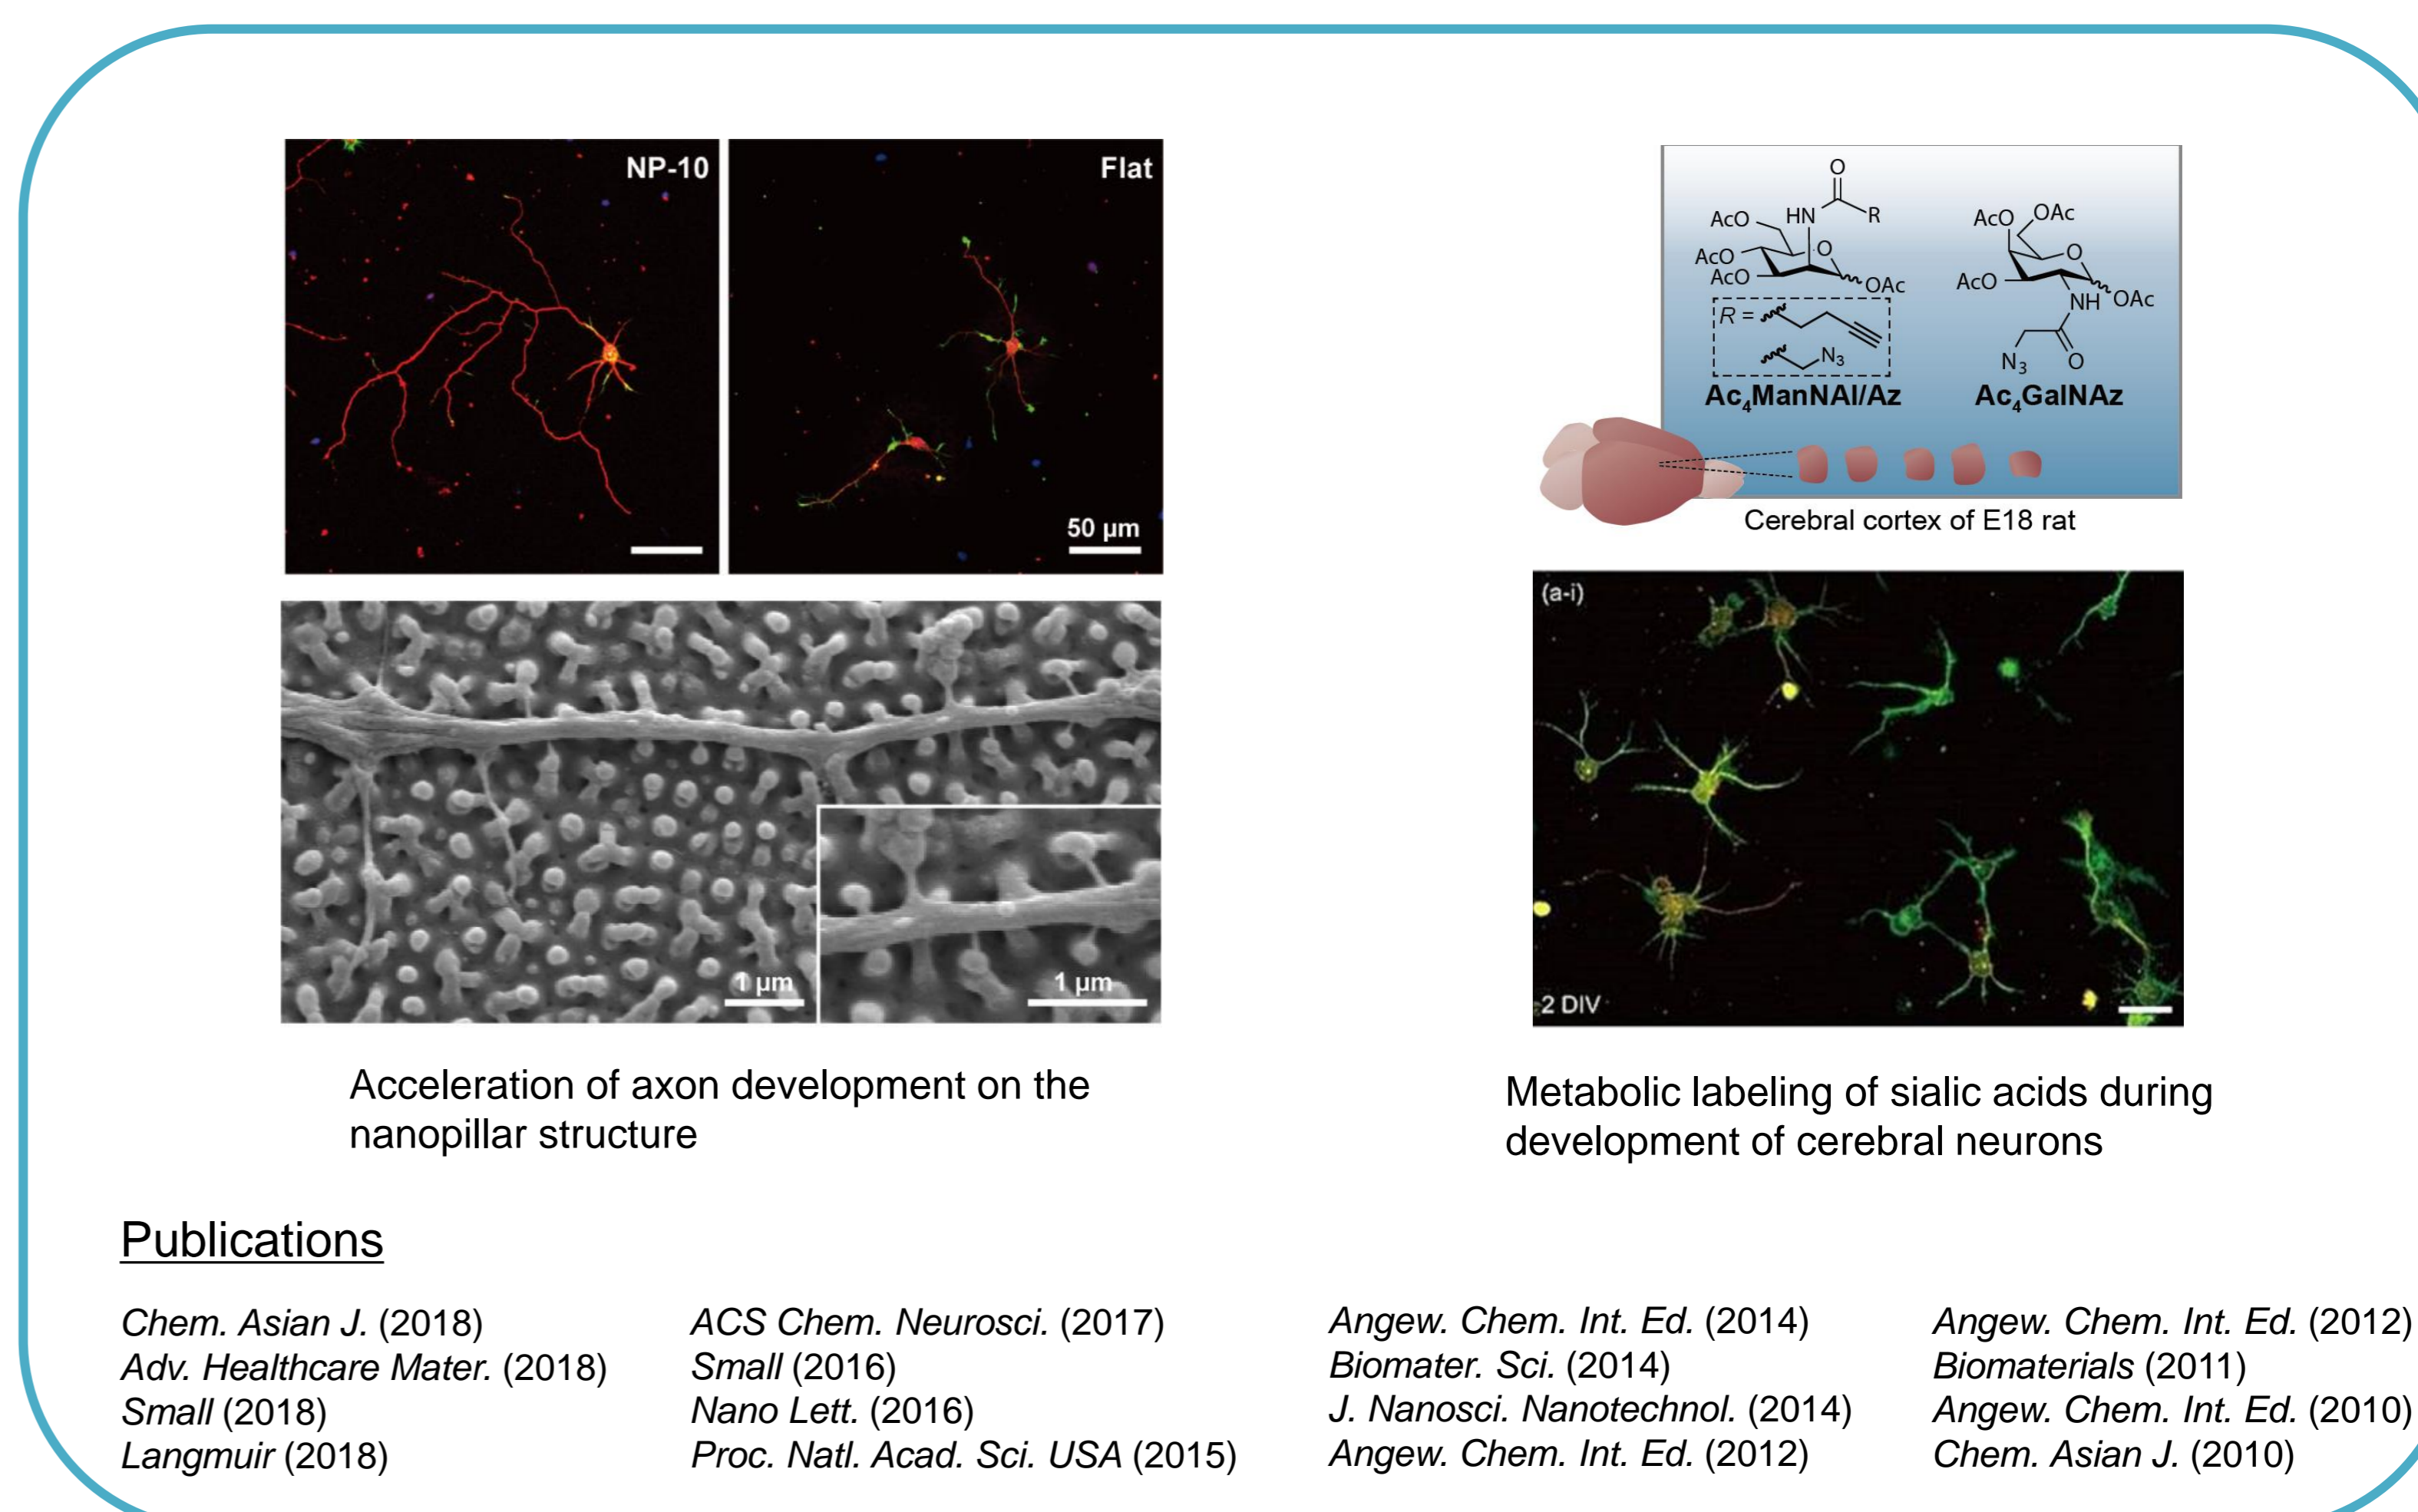 NP-10
Flat
50 µm
1 µm
1 µm
Acceleration of axon development on the
nanopillar structure
O
AcO HN R
O
AcO
AcO
OAc
R =
N3
Ac4ManNAl/Az
AcO OAc
O
AcO
NH OAc
N3 O
Ac4GalNAz
Cerebral cortex of E18 rat
(a-i)
2 DIV
Metabolic labeling of sialic acids during
development of cerebral neurons
Publications
Chem. Asian J. (2018)
Adv. Healthcare Mater. (2018)
Small (2018)
Langmuir (2018)
ACS Chem. Neurosci. (2017)
Small (2016)
Nano Lett. (2016)
Proc. Natl. Acad. Sci. USA (2015)
Angew. Chem. Int. Ed. (2014)
Biomater. Sci. (2014)
J. Nanosci. Nanotechnol. (2014)
Angew. Chem. Int. Ed. (2012)
Angew. Chem. Int. Ed. (2012)
Biomaterials (2011)
Angew. Chem. Int. Ed. (2010)
Chem. Asian J. (2010)